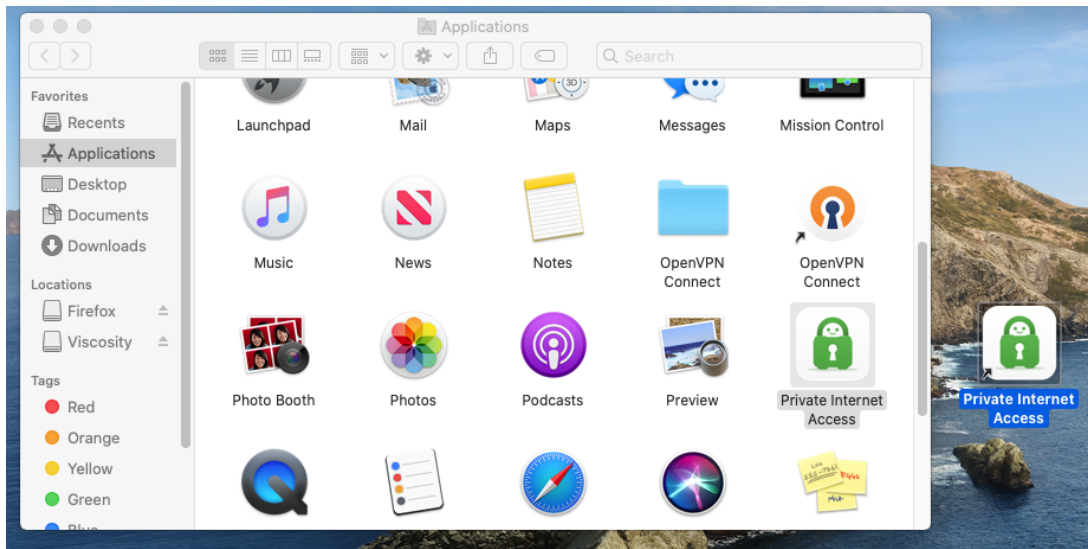 Applications
Search
Favorites
Recents
Applications
Desktop
Documents
Downloads
Locations
Firefox
Viscosity
Tags
Red
Orange
Yellow
Green
Blue
Launchpad
Mail
Maps
Messages
Mission Control
3D
Music
News
Notes
OpenVPN
Connect
OpenVPN
Connect
Photo Booth
Photos
Podcasts
Preview
Private Internet
Access
Private Internet
Access